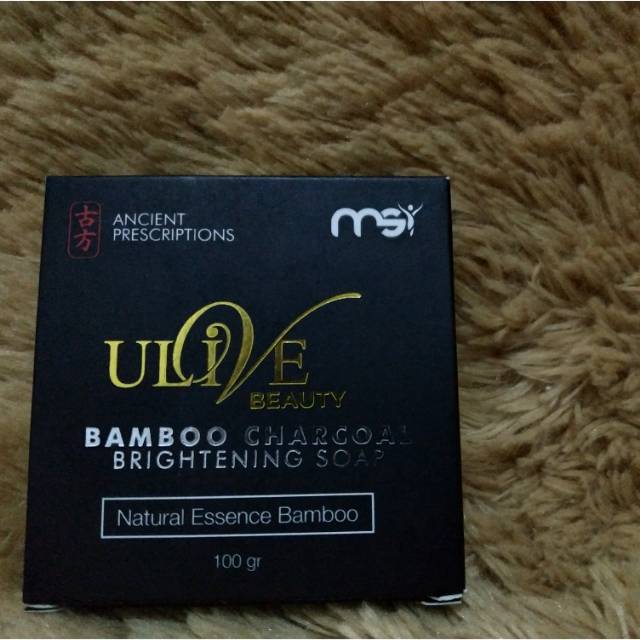 古方
ANCIENT
PRESCRIPTIONS
msi
ULIVE
BEAUTY
BAMBOO CHARCOAL
BRIGHTENING SOAP
Natural Essence Bamboo
100 gr